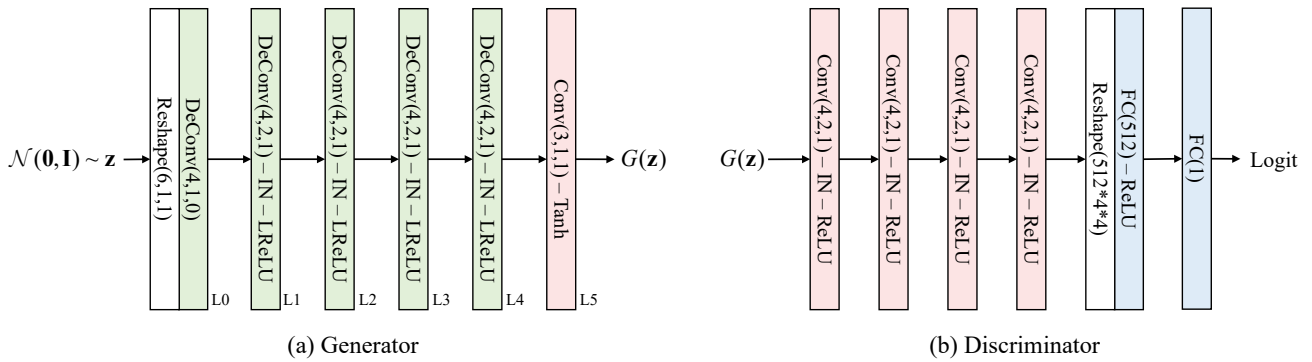 𝒩(𝟎, 𝐈) ~ 𝐳
Reshape(6,1,1)
DeConv(4,1,0)
L0
DeConv(4,2,1) – IN – LReLU
L1
DeConv(4,2,1) – IN – LReLU
L2
DeConv(4,2,1) – IN – LReLU
L3
DeConv(4,2,1) – IN – LReLU
L4
Conv(3,1,1) – Tanh
L5
G(𝐳)
(a) Generator
G(𝐳)
Conv(4,2,1) – IN – ReLU
Conv(4,2,1) – IN – ReLU
Conv(4,2,1) – IN – ReLU
Conv(4,2,1) – IN – ReLU
Reshape(512*4*4)
FC(512) – ReLU
FC(1)
Logit
(b) Discriminator